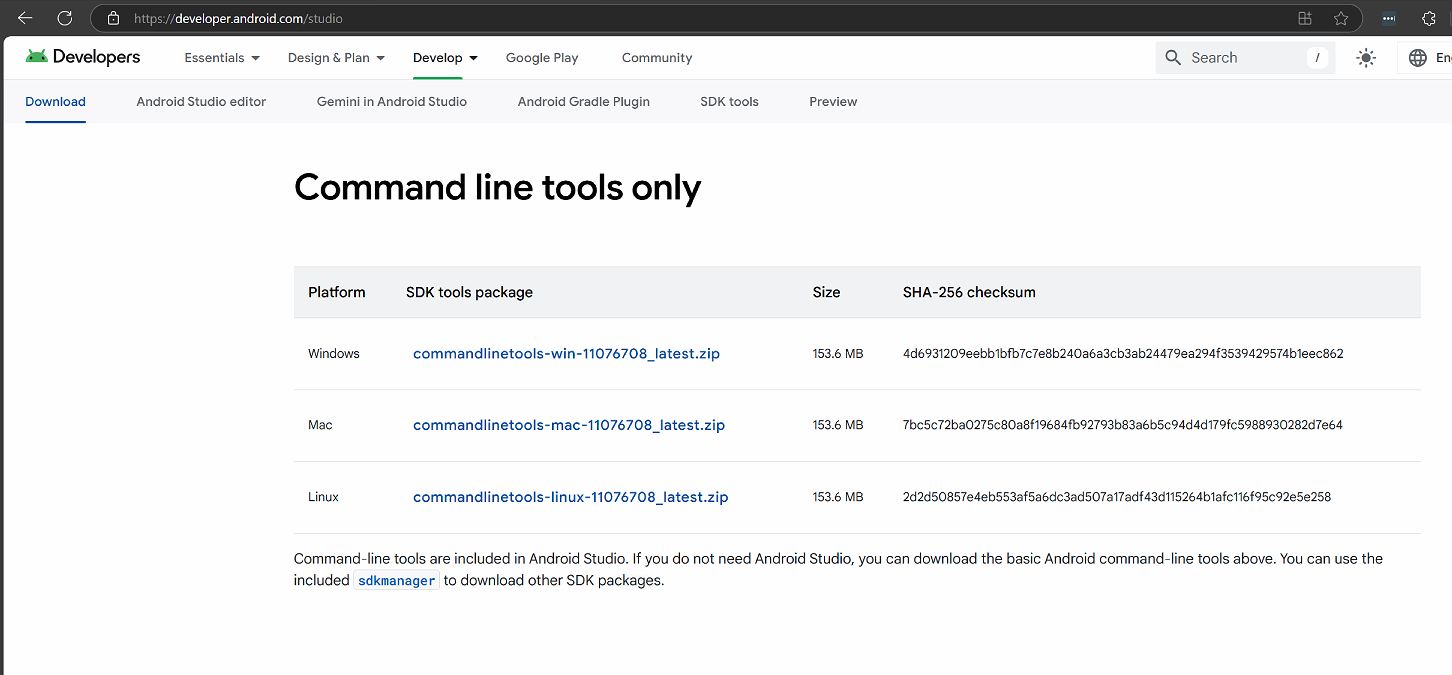 https://developer.android.com/studio
Developers Essentials Design & Plan Develop Google Play Community Search /
Download Android Studio editor Gemini in Android Studio Android Gradle Plugin SDK tools Preview
Command line tools only
Platform SDK tools package Size SHA-256 checksum
Windows commandlinetools-win-11076708_latest.zip 153.6 MB 4d6931209eebb1bfb7c7e8b240a6a3cb3ab24479ea294f3539429574b1eec862
Mac commandlinetools-mac-11076708_latest.zip 153.6 MB 7bc5c72ba0275c80a8f19684fb92793b83a6b5c94d4d179fc5988930282d7e64
Linux commandlinetools-linux-11076708_latest.zip 153.6 MB 2d2d50857e4eb553af5a6dc3ad507a17adf43d115264b1afc116f95c92e5e258
Command-line tools are included in Android Studio. If you do not need Android Studio, you can download the basic Android command-line tools above. You can use the
included sdkmanager to download other SDK packages.